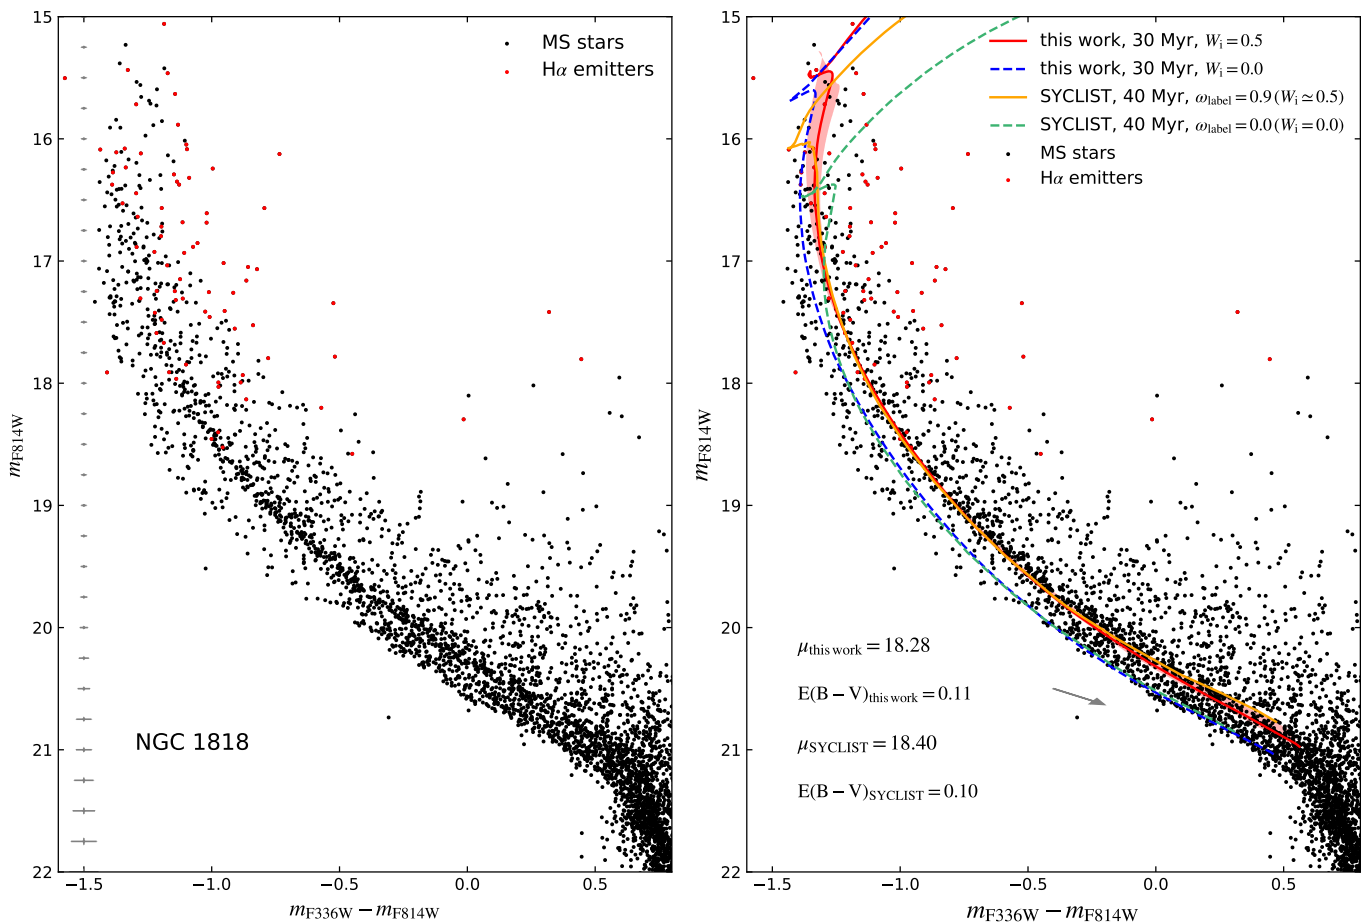 15
16
17
18
19
20
21
22
m_F814W
−1.5
−1.0
−0.5
0.0
0.5
m_F336W − m_F814W
MS stars
Hα emitters
NGC 1818
15
16
17
18
19
20
21
22
m_F814W
−1.5
−1.0
−0.5
0.0
0.5
m_F336W − m_F814W
this work, 30 Myr, W_i = 0.5
this work, 30 Myr, W_i = 0.0
SYCLIST, 40 Myr, ω_label = 0.9 (W_i ≃ 0.5)
SYCLIST, 40 Myr, ω_label = 0.0 (W_i = 0.0)
MS stars
Hα emitters
μ_this work = 18.28
E(B − V)_this work = 0.11
μ_SYCLIST = 18.40
E(B − V)_SYCLIST = 0.10